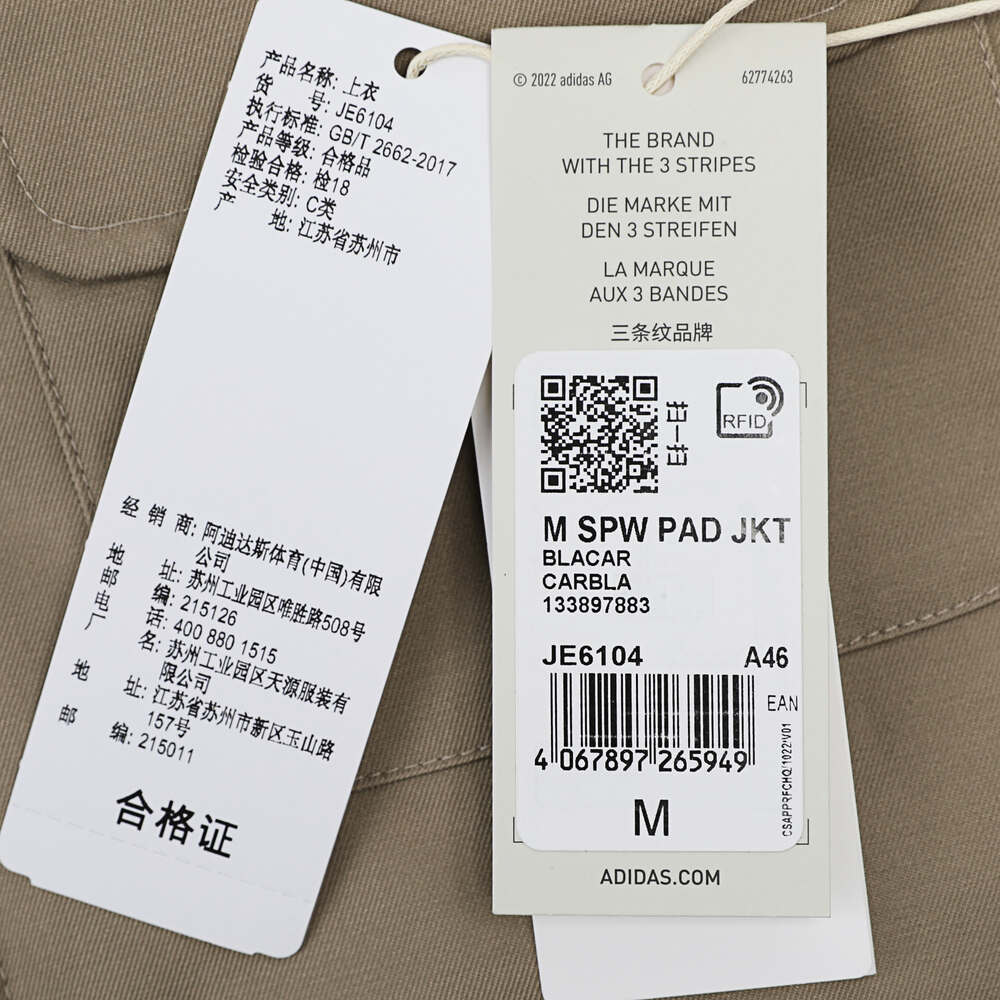 产品名称: 上衣
货 号: JE6104
执行标准: GB/T 2662-2017
产品等级: 合格品
检验合格: 检18
安全类别: C类
产 地: 江苏省苏州市
经 销 商: 阿迪达斯体育(中国)有限
公司
地 址: 苏州工业园区唯胜路508号
邮 编: 215126
电 话: 400 880 1515
厂 名: 苏州工业园区天源服装有
限公司
地 址: 江苏省苏州市新区玉山路
157号
邮 编: 215011
合格证
© 2022 adidas AG 62774263
THE BRAND
WITH THE 3 STRIPES
DIE MARKE MIT
DEN 3 STREIFEN
LA MARQUE
AUX 3 BANDES
三条纹品牌
扫一扫
RFID
M SPW PAD JKT
BLACAR
CARBLA
133897883
JE6104 A46
EAN
4 067897 265949
CSAPPRFCHQ/1022/V01
M
ADIDAS.COM